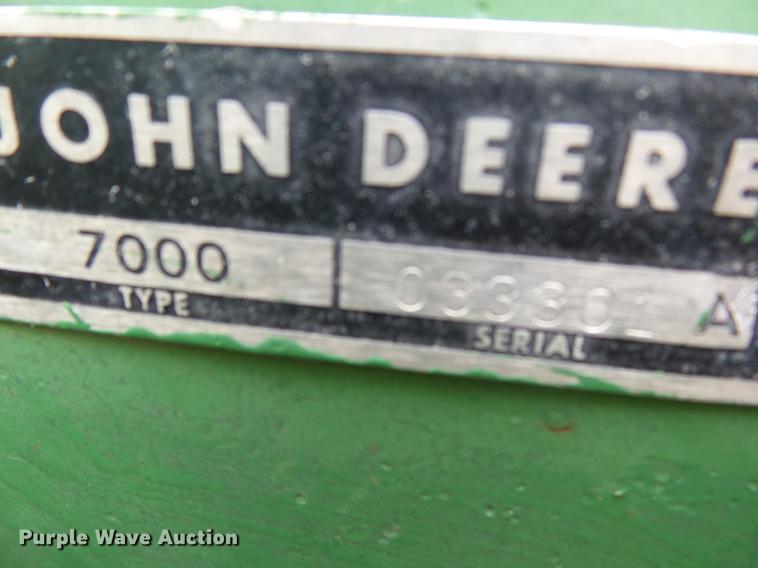 JOHN DEERE
7000 033301 A
TYPE SERIAL
Purple Wave Auction